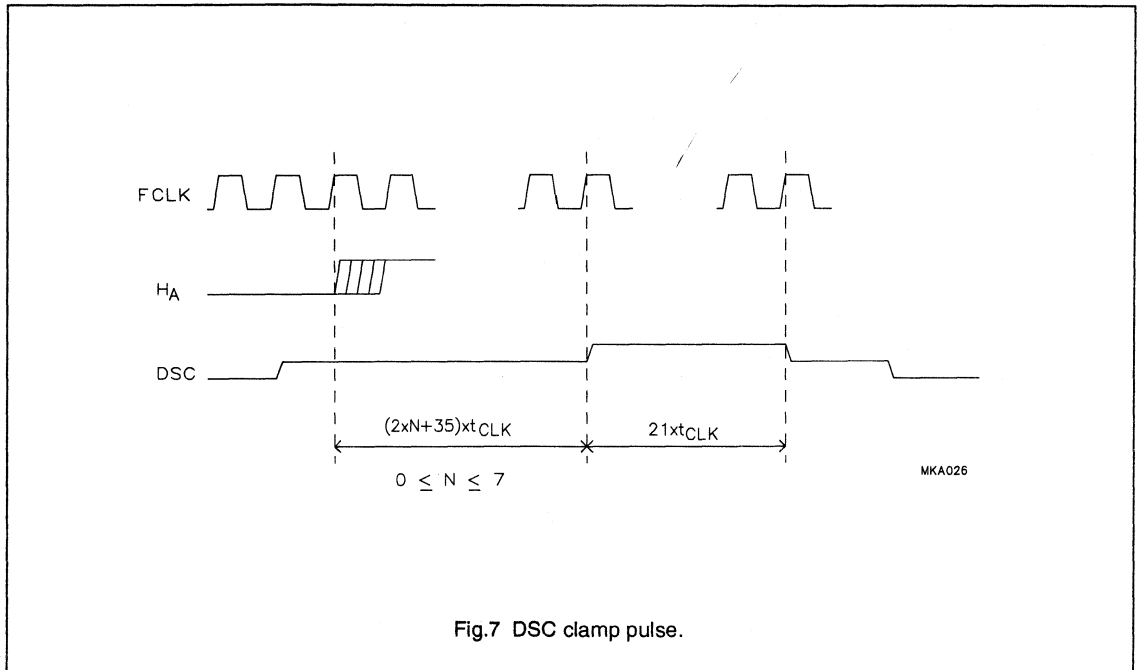 FCLK
HA
DSC
(2xN+35)xtCLK
21xtCLK
0 ≤ N ≤ 7
MKA026
Fig.7 DSC clamp pulse.